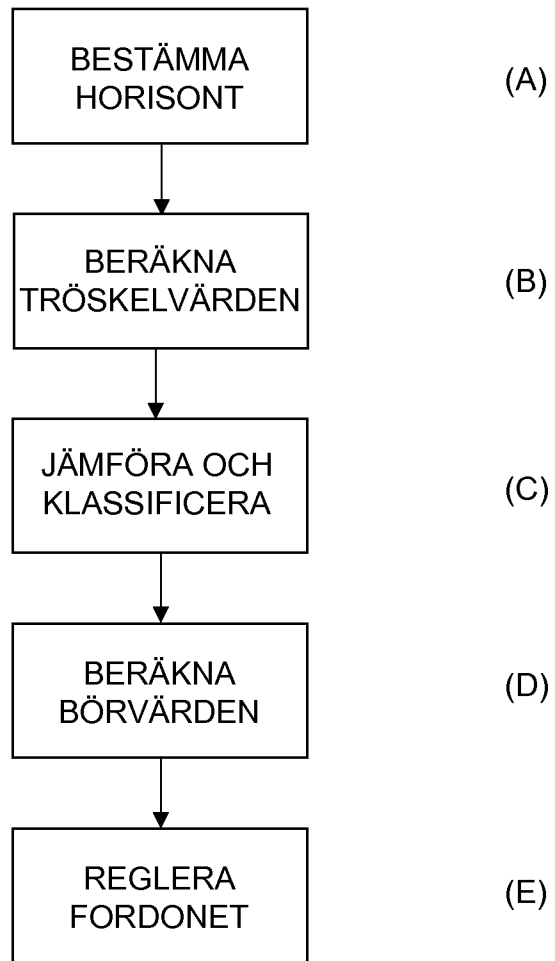 BESTÄMMA
HORISONT
(A)
BERÄKNA
TRÖSKELVÄRDEN
(B)
JÄMFÖRA OCH
KLASSIFICERA
(C)
BERÄKNA
BÖRVÄRDEN
(D)
REGLERA
FORDONET
(E)